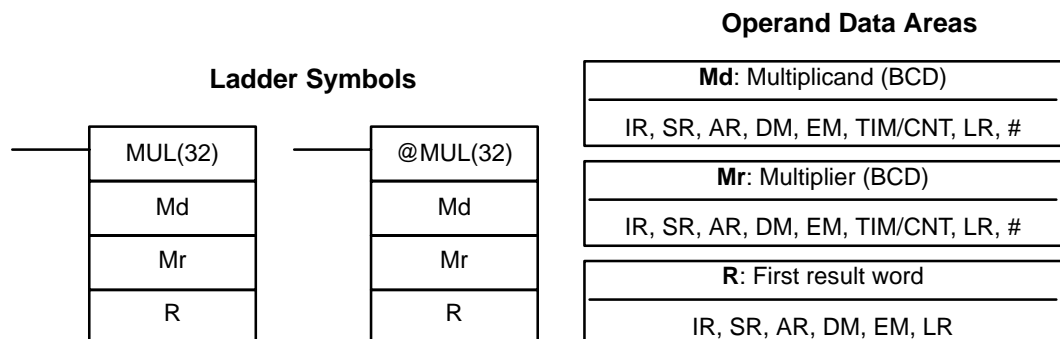 Operand Data Areas
Ladder Symbols
Md: Multiplicand (BCD)
IR, SR, AR, DM, EM, TIM/CNT, LR, #
MUL(32)
Md
Mr
R
@MUL(32)
Md
Mr
R
Mr: Multiplier (BCD)
IR, SR, AR, DM, EM, TIM/CNT, LR, #
R: First result word
IR, SR, AR, DM, EM, LR